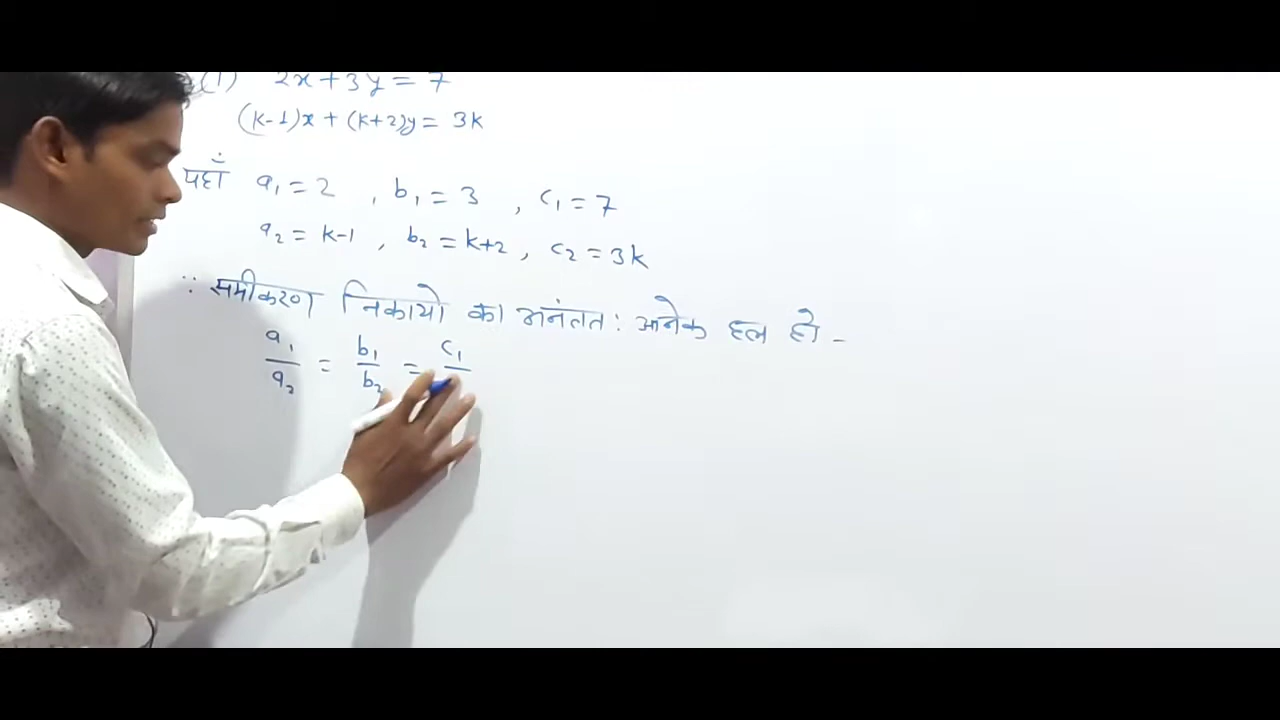 (1) 2x + 3y = 7
(k-1)x + (k+2)y = 3k
यहाँ a₁ = 2 , b₁ = 3 , c₁ = 7
a₂ = k-1 , b₂ = k+2 , c₂ = 3k
∵ समीकरण निकायो का अनंतत: अनेक हल हो -
a₁/a₂ = b₁/b₂ = c₁/